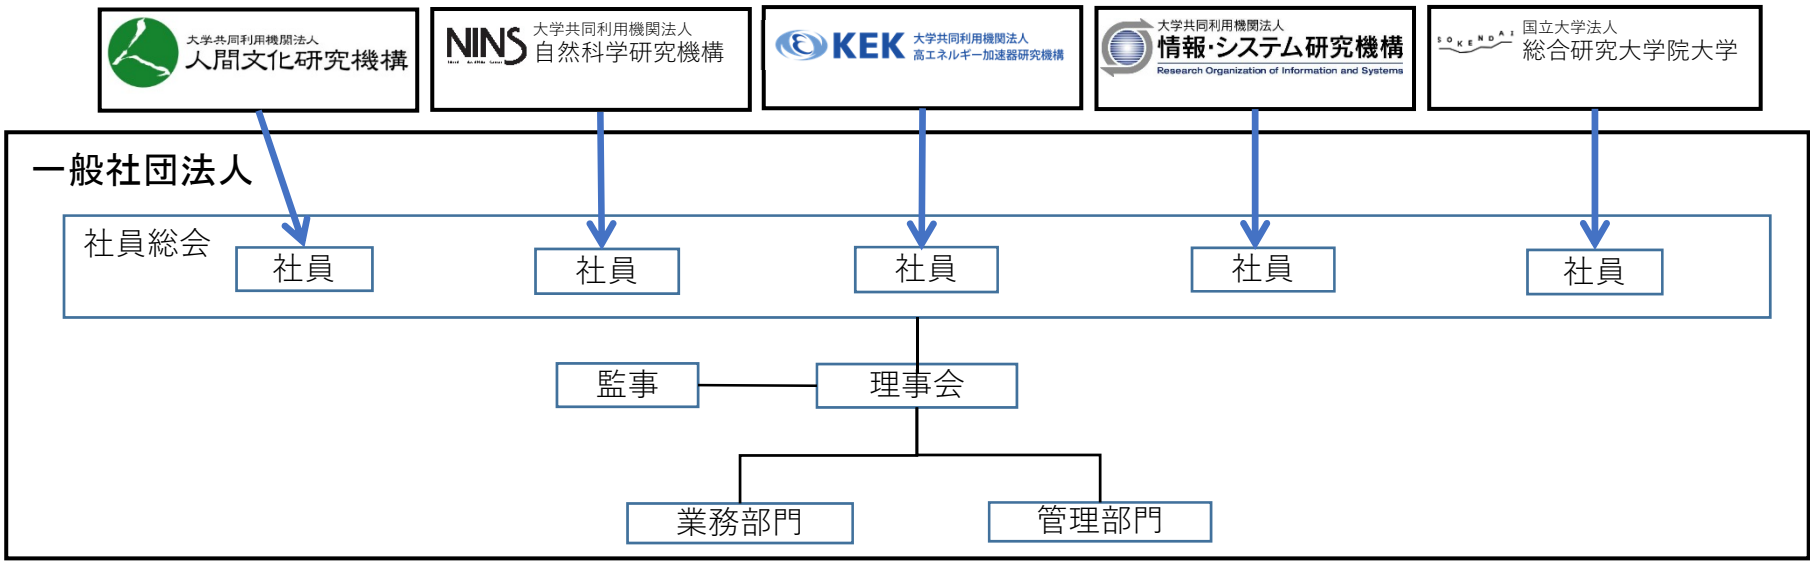 大学共同利用機関法人
人間文化研究機構
NINS
大学共同利用機関法人
自然科学研究機構
KEK
大学共同利用機関法人
高エネルギー加速器研究機構
大学共同利用機関法人
情報・システム研究機構
Research Organization of Information and Systems
SOKENDAI
国立大学法人
総合研究大学院大学
一般社団法人
社員総会
社員
社員
社員
社員
社員
監事
理事会
業務部門
管理部門